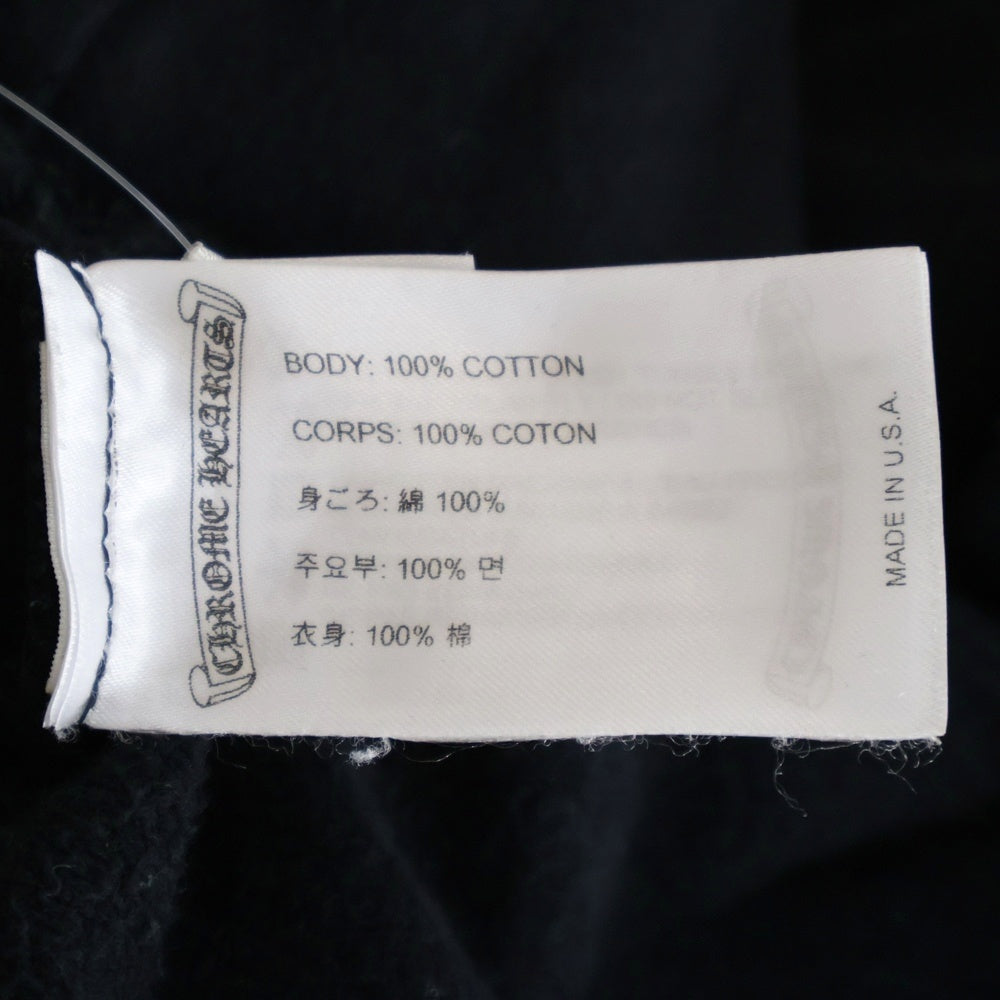 CHROME HEARTS
BODY: 100% COTTON
CORPS: 100% COTON
身ごろ: 綿 100%
주요부: 100% 면
衣身: 100% 棉
MADE IN U.S.A.